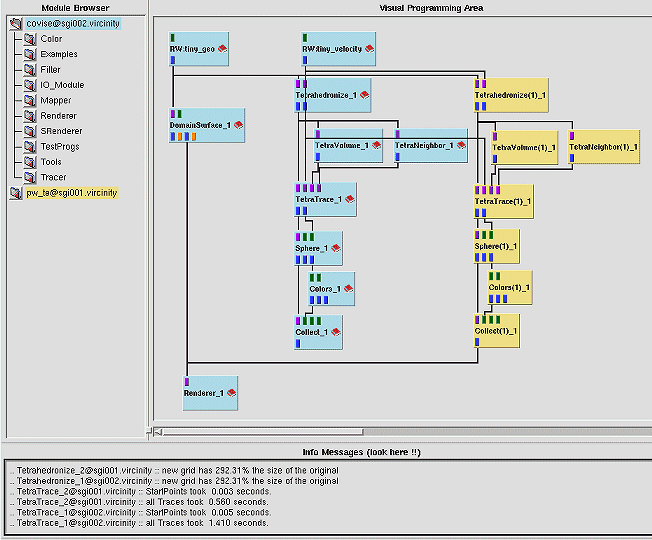 Module Browser
Visual Programming Area
covise@sgi002.vircinity
Color
Examples
Filter
IO_Module
Mapper
Renderer
SRenderer
TestProgs
Tools
Tracer
pw_te@sgi001.vircinity
RW:tiny_geo
RW:tiny_velocity
Tetrahedronize_1
Tetrahedronize(1)_1
DomainSurface_1
TetraVolume_1
TetraNeighbor_1
TetraVolume(1)_1
TetraNeighbor(1)_1
TetraTrace_1
TetraTrace(1)_1
Sphere_1
Sphere(1)_1
Colors_1
Colors(1)_1
Collect_1
Collect(1)_1
Renderer_1
Info Messages (look here !!)
.. Tetrahedronize_2@sgi001.vircinity :: new grid has 292.31% the size of the original
.. Tetrahedronize_1@sgi002.vircinity :: new grid has 292.31% the size of the original
.. TetraTrace_2@sgi001.vircinity :: StartPoints took 0.003 seconds.
.. TetraTrace_2@sgi001.vircinity :: all Traces took 0.560 seconds.
.. TetraTrace_1@sgi002.vircinity :: StartPoints took 0.005 seconds.
.. TetraTrace_1@sgi002.vircinity :: all Traces took 1.410 seconds.